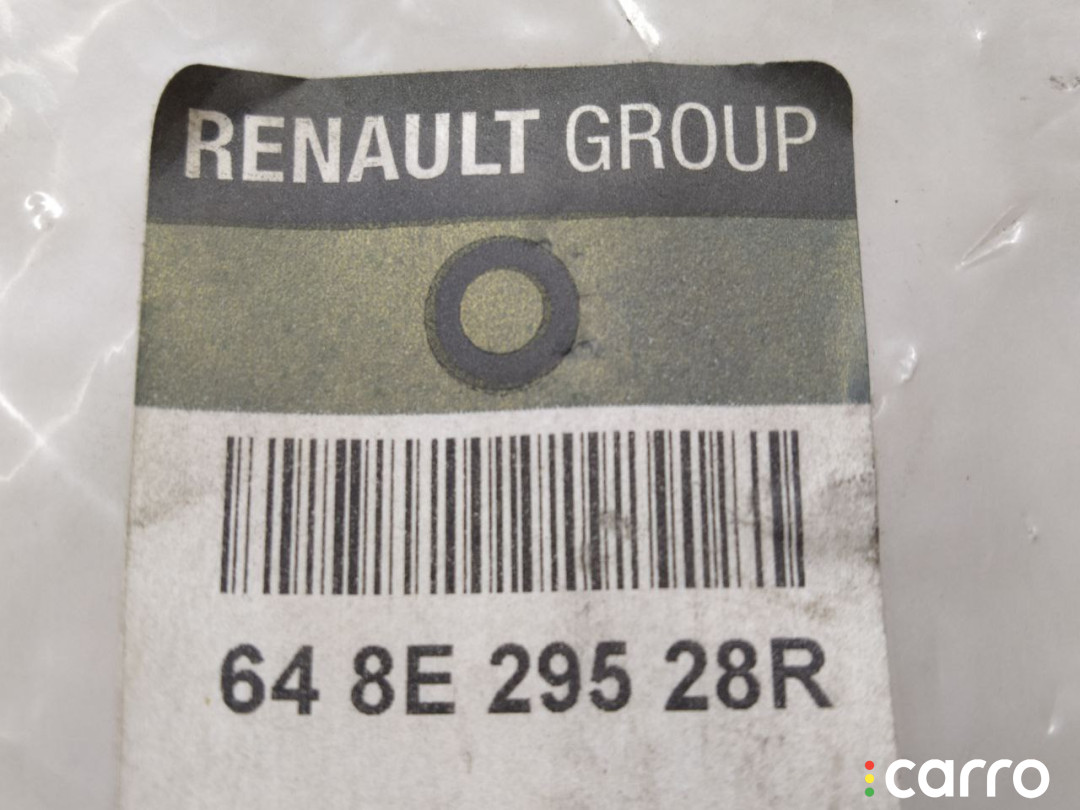 RENAULT GROUP
64 8E 295 28R
carro